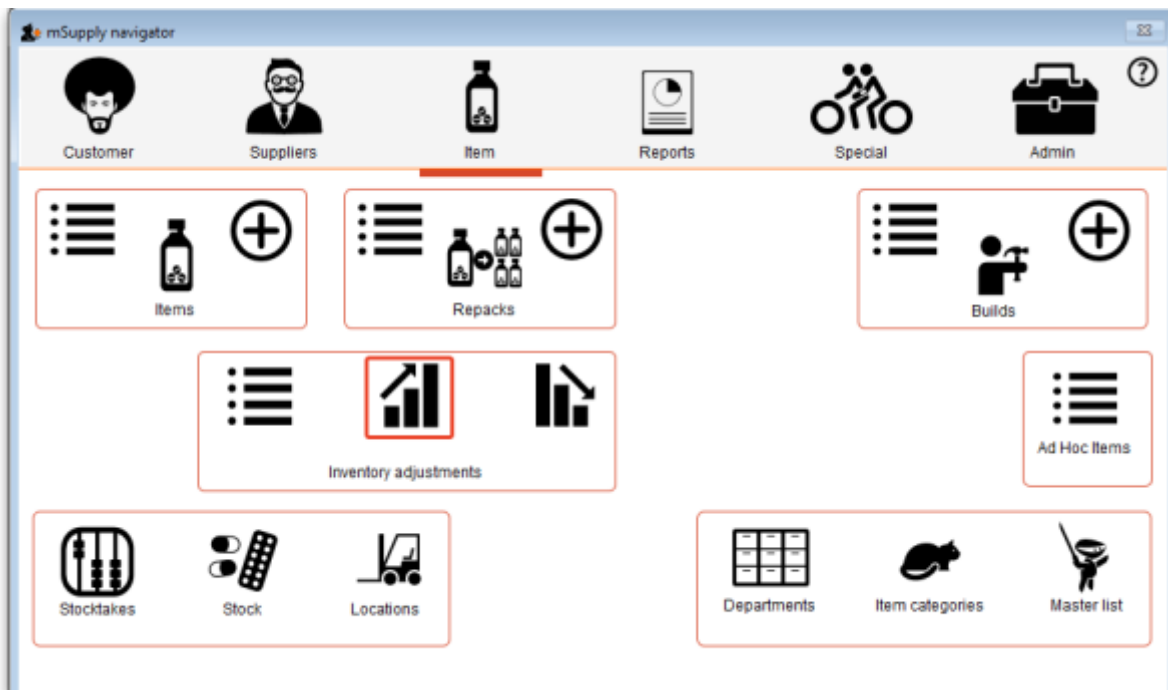 mSupply navigator
Customer
Suppliers
Item
Reports
Special
Admin
?
Items
Repacks
Builds
Inventory adjustments
Ad Hoc Items
Stocktakes
Stock
Locations
Departments
Item categories
Master list